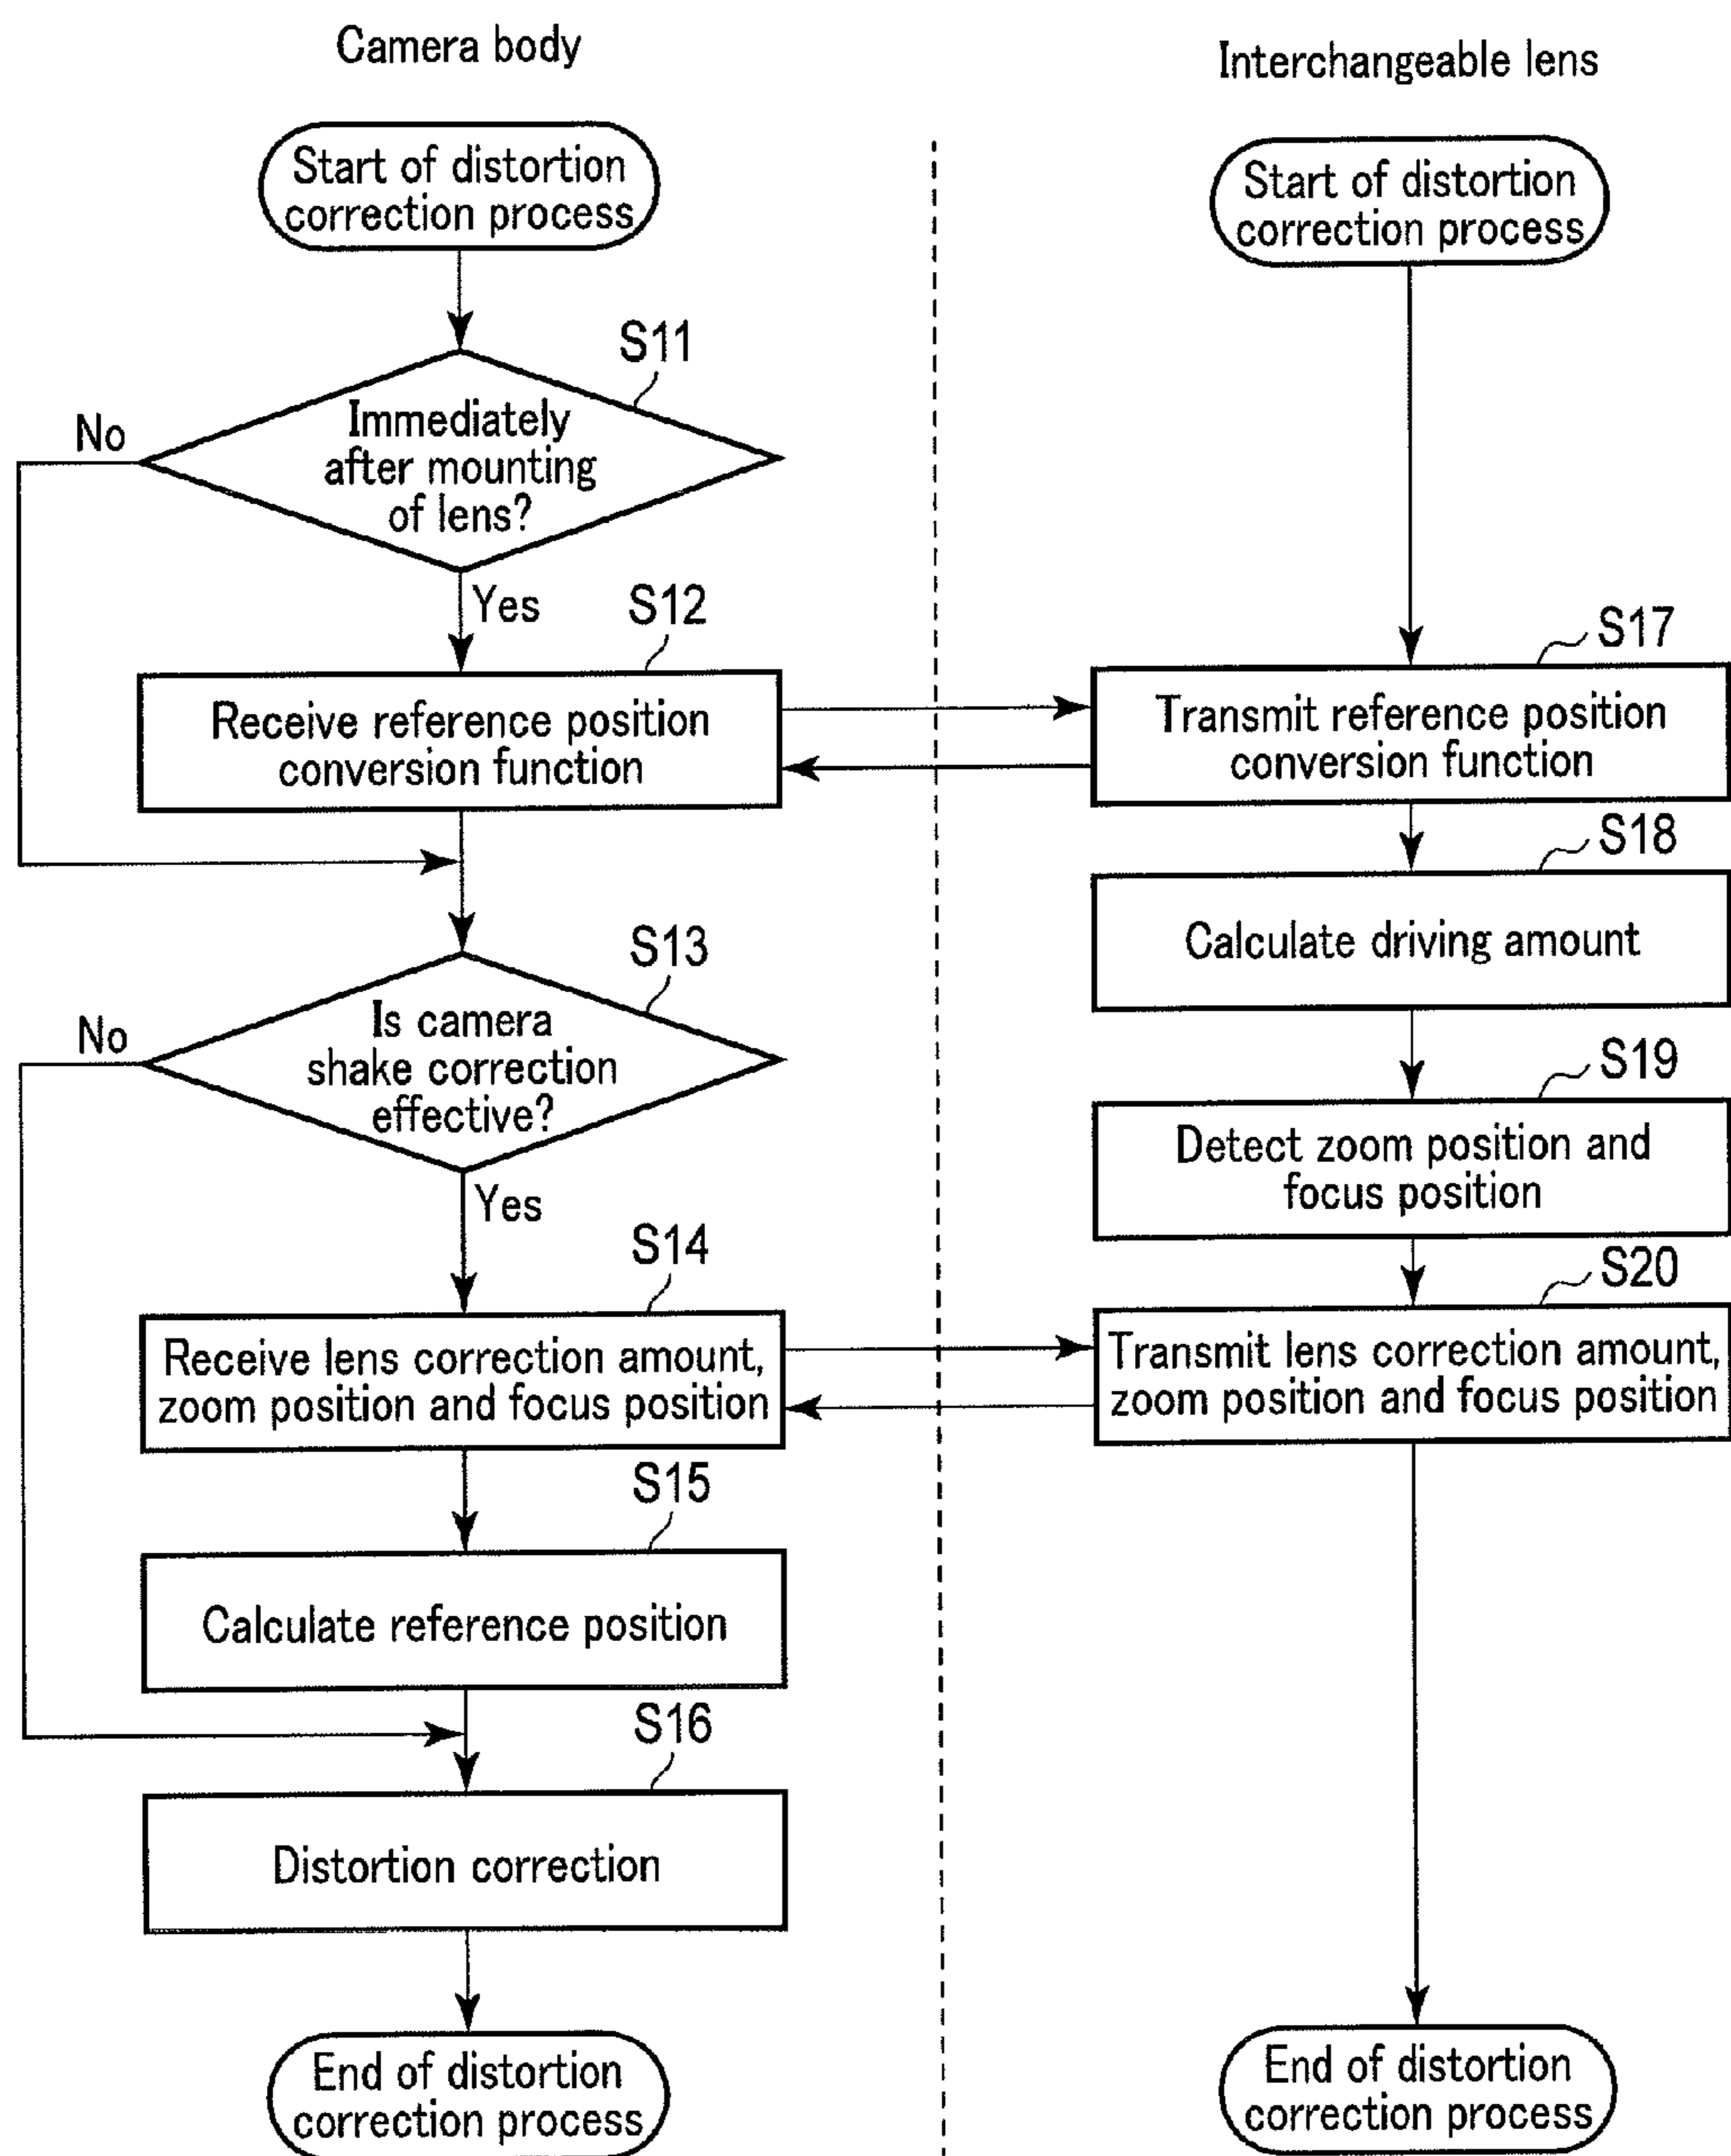 Camera body
Start of distortion
correction process
S11
Immediately
after mounting
of lens?
No
Yes
S12
Receive reference position
conversion function
S13
Is camera
shake correction
effective?
No
Yes
S14
Receive lens correction amount,
zoom position and focus position
S15
Calculate reference position
S16
Distortion correction
End of distortion
correction process
Interchangeable lens
Start of distortion
correction process
S17
Transmit reference position
conversion function
S18
Calculate driving amount
S19
Detect zoom position and
focus position
S20
Transmit lens correction amount,
zoom position and focus position
End of distortion
correction process